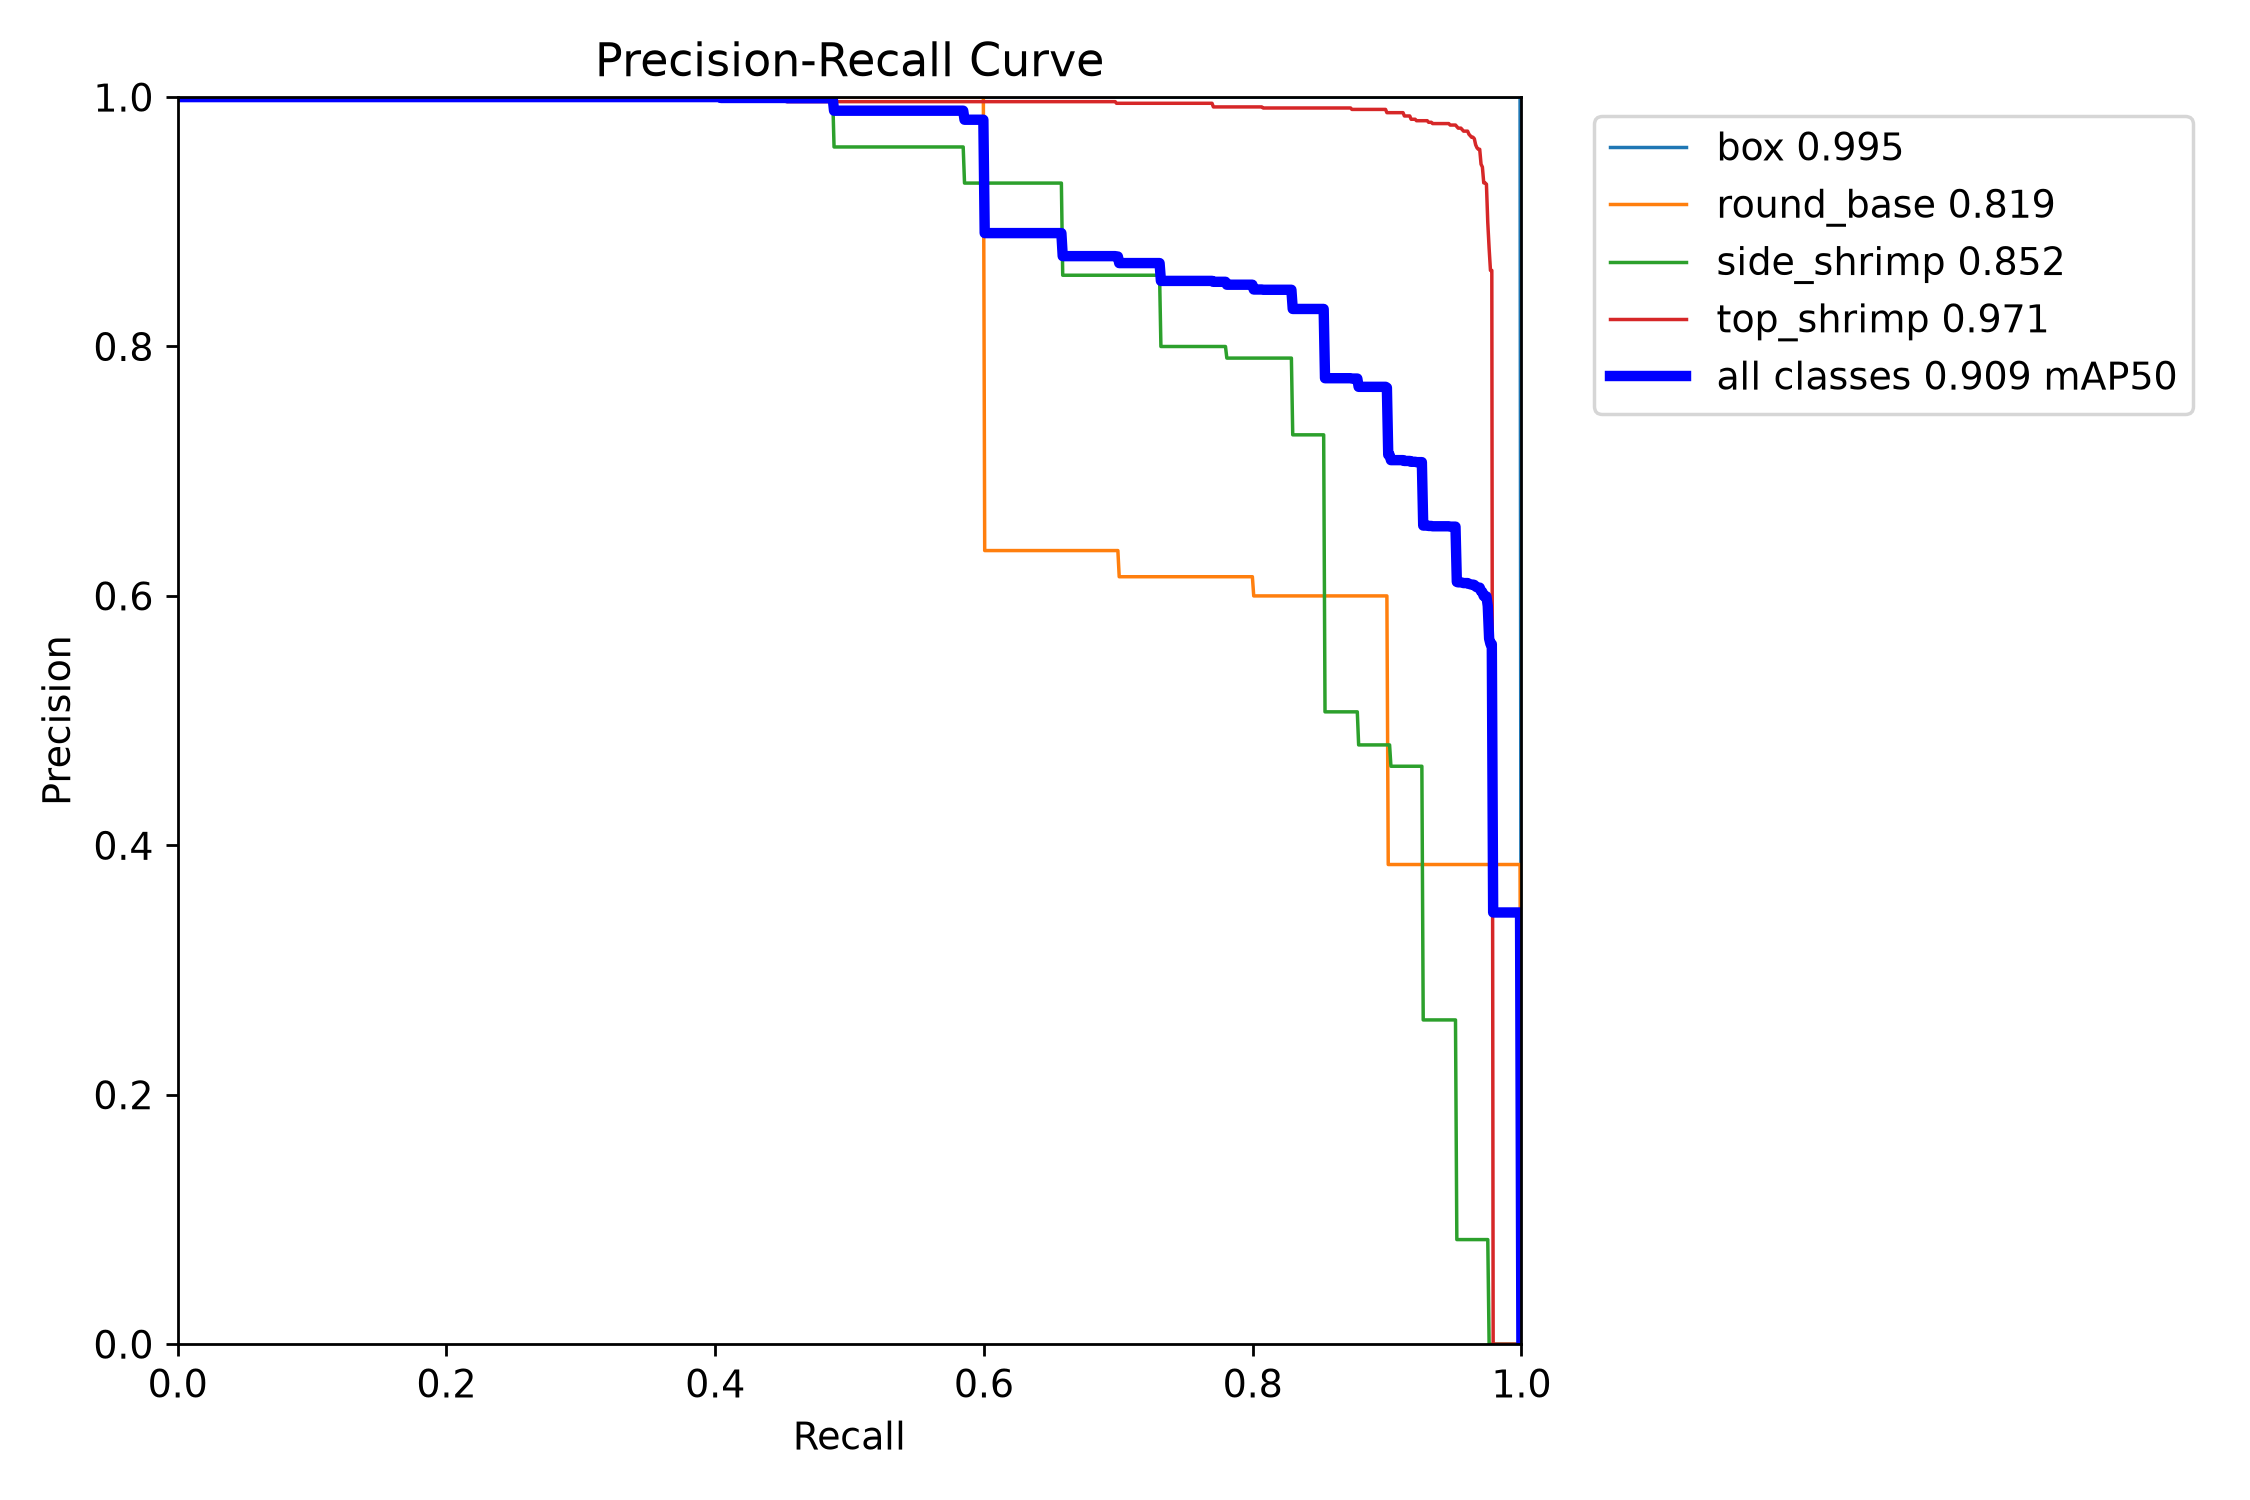 Precision-Recall Curve
1.0
0.8
0.6
0.4
0.2
0.0
Precision
0.0 0.2 0.4 0.6 0.8 1.0
Recall
box 0.995
round_base 0.819
side_shrimp 0.852
top_shrimp 0.971
all classes 0.909 mAP50